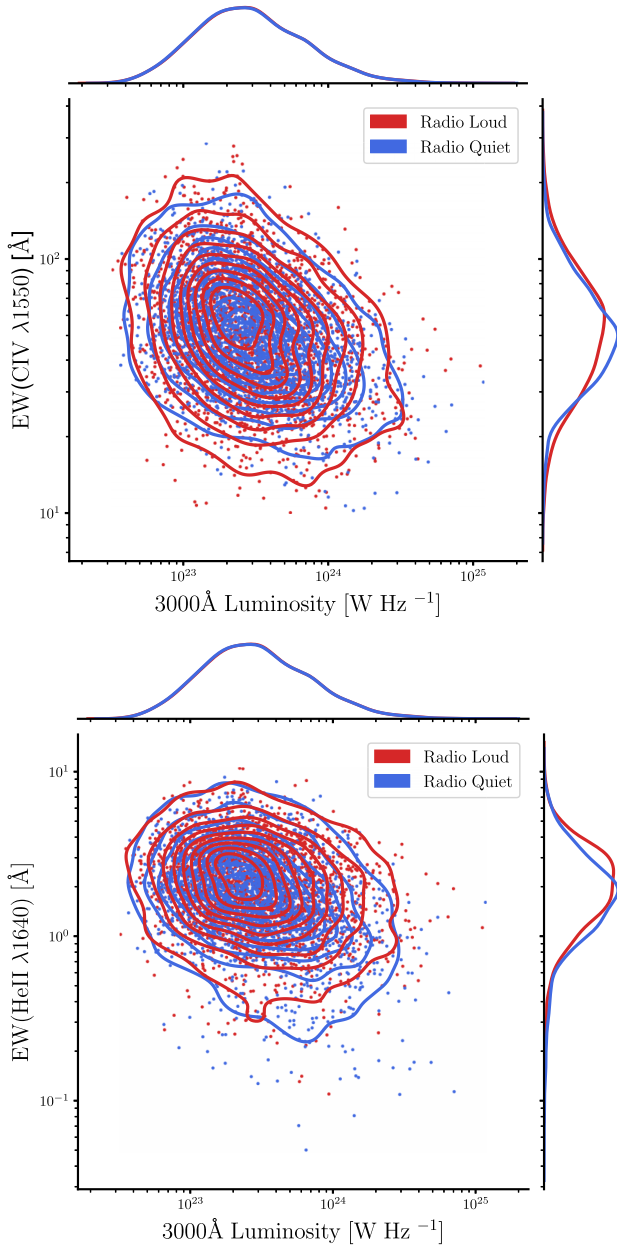 Radio Loud
Radio Quiet
10²
10¹
EW(CIV λ1550) [Å]
10²³ 10²⁴ 10²⁵
3000Å Luminosity [W Hz ⁻¹]
Radio Loud
Radio Quiet
10¹
10⁰
10⁻¹
EW(HeII λ1640) [Å]
10²³ 10²⁴ 10²⁵
3000Å Luminosity [W Hz ⁻¹]